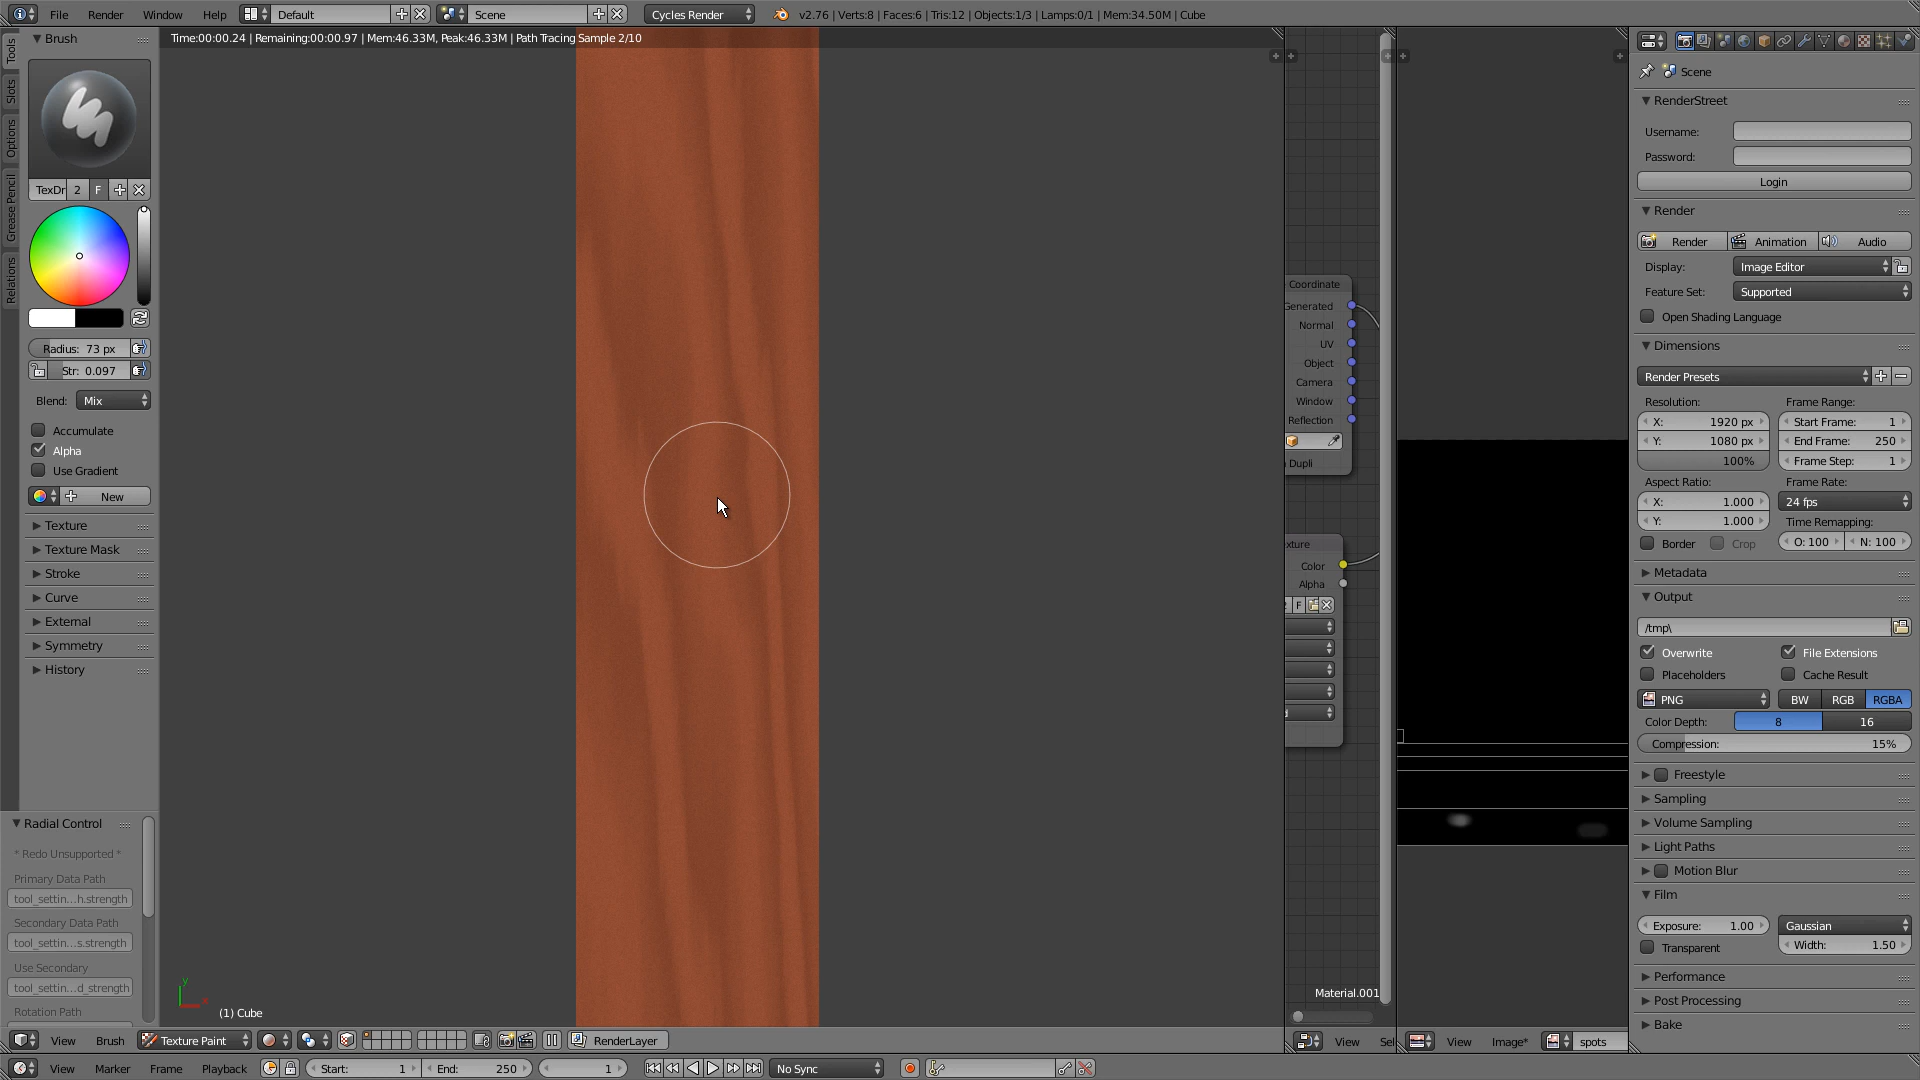 File Render Window Help Default Scene Cycles Render v2.76 | Verts:8 | Faces:6 | Tris:12 | Objects:1/3 | Lamps:0/1 | Mem:34.50M | Cube
Time:00:00.24 | Remaining:00:00.97 | Mem:46.33M, Peak:46.33M | Path Tracing Sample 2/10
Tools
Slots
Options
Grease Pencil
Relations
Brush
TexDr 2 F
Radius: 73 px
Str: 0.097
Blend: Mix
Accumulate
Alpha
Use Gradient
New
Texture
Texture Mask
Stroke
Curve
External
Symmetry
History
Radial Control
* Redo Unsupported *
Primary Data Path
tool_settin...h.strength
Secondary Data Path
tool_settin...s.strength
Use Secondary
tool_settin...d_strength
Rotation Path
y
x
(1) Cube
Coordinate
Generated
Normal
UV
Object
Camera
Window
Reflection
Dupli
Color
Alpha
F
Material.001
Scene
RenderStreet
Username:
Password:
Login
Render
Render Animation Audio
Display: Image Editor
Feature Set: Supported
Open Shading Language
Dimensions
Render Presets
Resolution: Frame Range:
X: 1920 px Start Frame: 1
Y: 1080 px End Frame: 250
100% Frame Step: 1
Aspect Ratio: Frame Rate:
X: 1.000 24 fps
Y: 1.000 Time Remapping:
Border Crop O: 100 N: 100
Metadata
Output
/tmp\
Overwrite File Extensions
Placeholders Cache Result
PNG BW RGB RGBA
Color Depth: 8 16
Compression: 15%
Freestyle
Sampling
Volume Sampling
Light Paths
Motion Blur
Film
Exposure: 1.00 Gaussian
Transparent Width: 1.50
Performance
Post Processing
Bake
View Brush Texture Paint RenderLayer View Sel View Image* spots
View Marker Frame Playback Start: 1 End: 250 1 No Sync